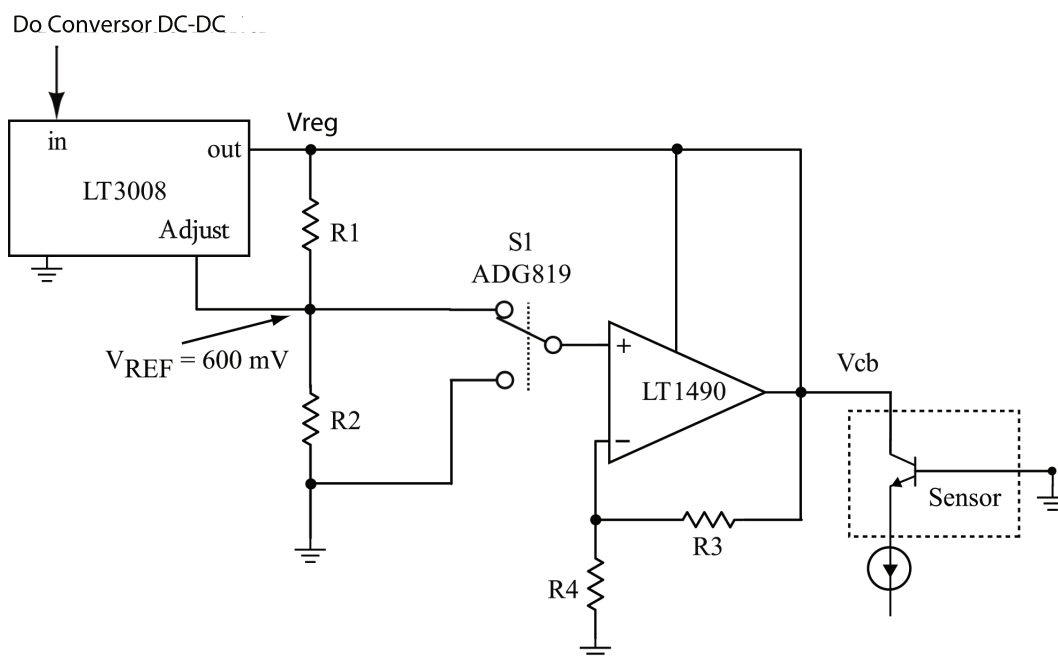 Do Conversor DC-DC
Vreg
in
out
LT3008
Adjust
R1
S1
ADG819
VREF = 600 mV
+
LT1490
−
Vcb
R2
Sensor
R3
R4